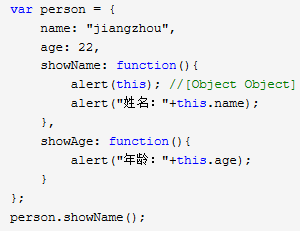 var person = {
    name: "jiangzhou",
    age: 22,
    showName: function(){
        alert(this); //[Object Object]
        alert("姓名："+this.name);
    },
    showAge: function(){
        alert("年龄："+this.age);
    }
};
person.showName();